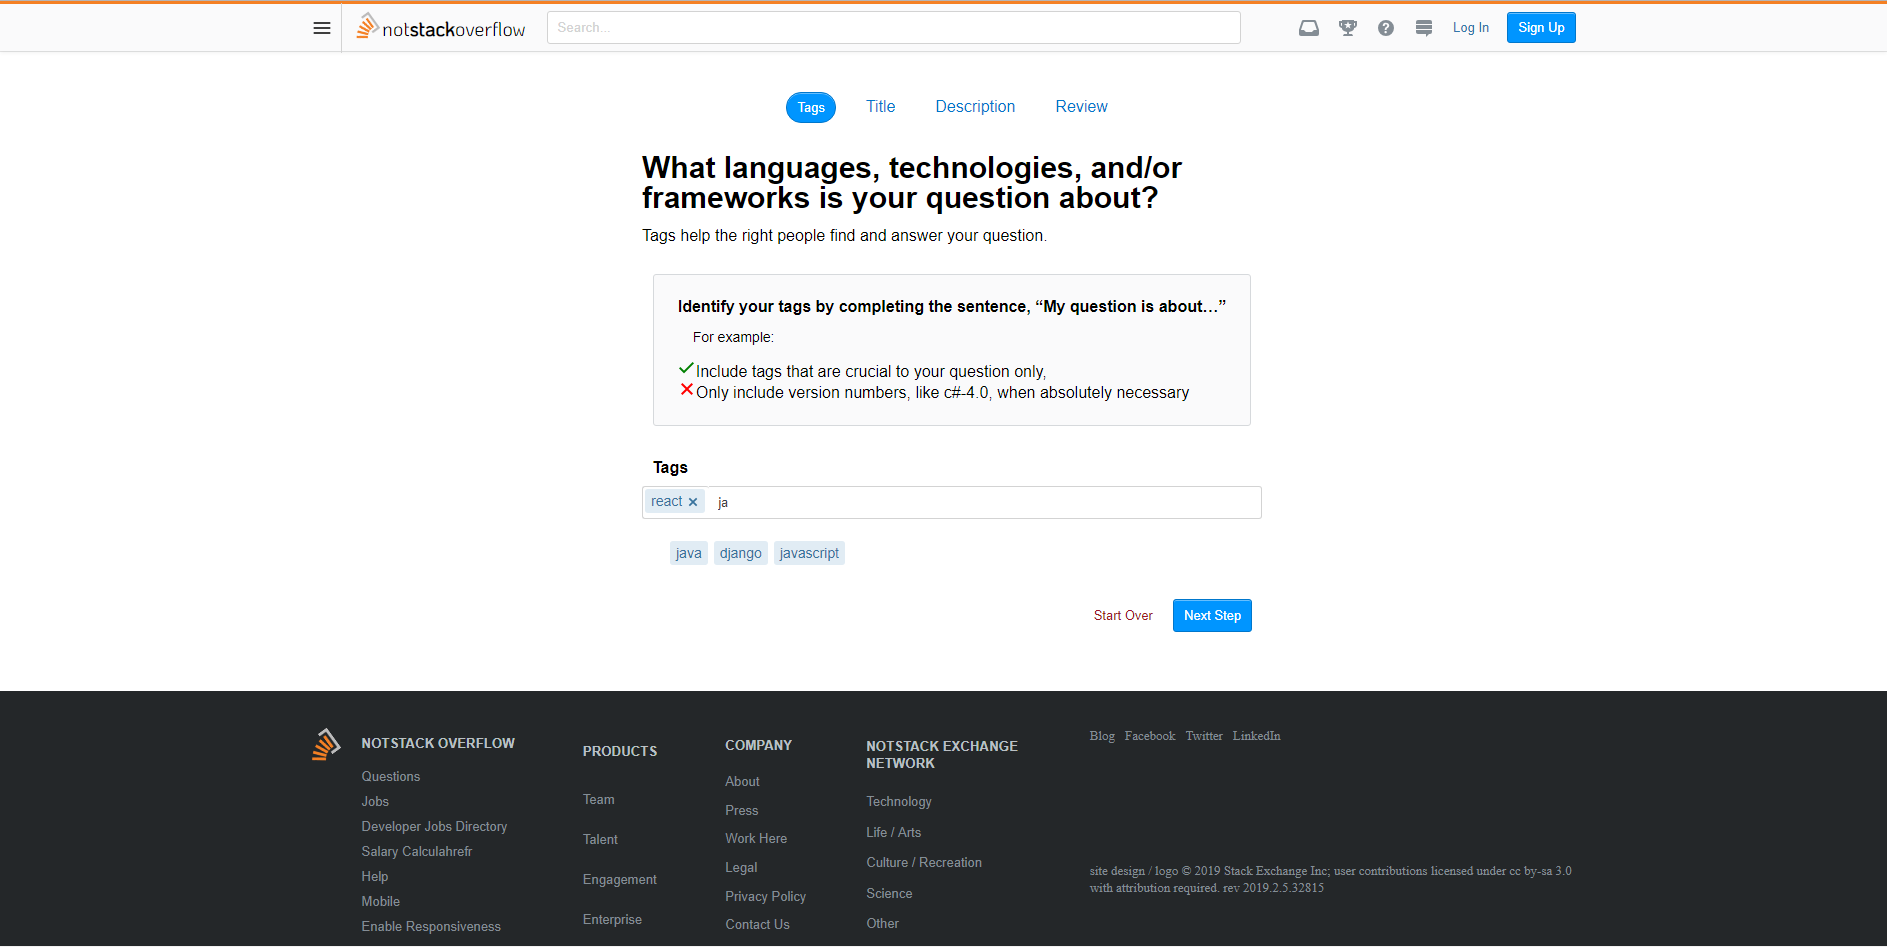 notstackoverflow
Search...
Log In
Sign Up
Tags
Title
Description
Review
What languages, technologies, and/or
frameworks is your question about?
Tags help the right people find and answer your question.
Identify your tags by completing the sentence, “My question is about…”
For example:
Include tags that are crucial to your question only,
Only include version numbers, like c#-4.0, when absolutely necessary
Tags
react ja
java django javascript
Start Over
Next Step
NOTSTACK OVERFLOW
Questions
Jobs
Developer Jobs Directory
Salary Calculahrefr
Help
Mobile
Enable Responsiveness
PRODUCTS
Team
Talent
Engagement
Enterprise
COMPANY
About
Press
Work Here
Legal
Privacy Policy
Contact Us
NOTSTACK EXCHANGE
NETWORK
Technology
Life / Arts
Culture / Recreation
Science
Other
Blog Facebook Twitter LinkedIn
site design / logo © 2019 Stack Exchange Inc; user contributions licensed under cc by-sa 3.0
with attribution required. rev 2019.2.5.32815